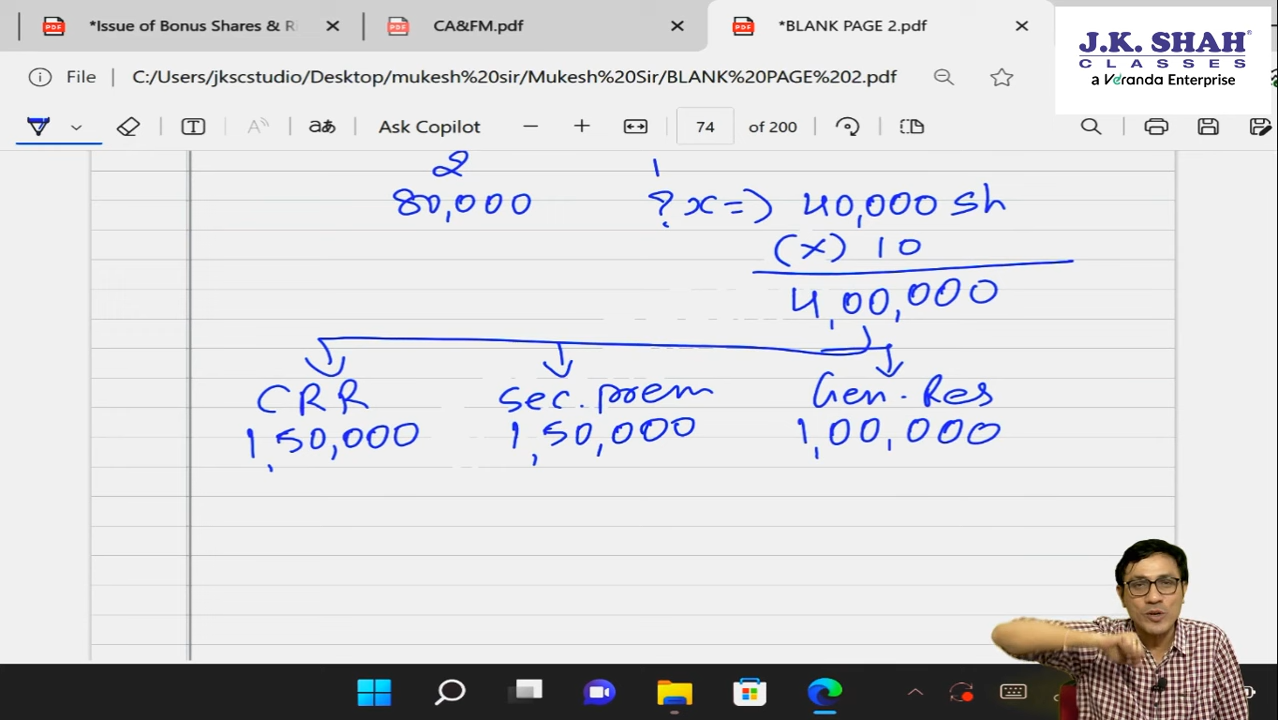 *Issue of Bonus Shares & Ri
CA&FM.pdf
*BLANK PAGE 2.pdf
J.K. SHAH®
CLASSES
a Veranda Enterprise
File C:/Users/jkscstudio/Desktop/mukesh%20sir/Mukesh%20Sir/BLANK%20PAGE%202.pdf
Ask Copilot
74 of 200
2 1
80,000 ? x => 40,000 Sh
(x) 10
4,00,000
CRR Sec. prem Gen. Res
1,50,000 1,50,000 1,00,000